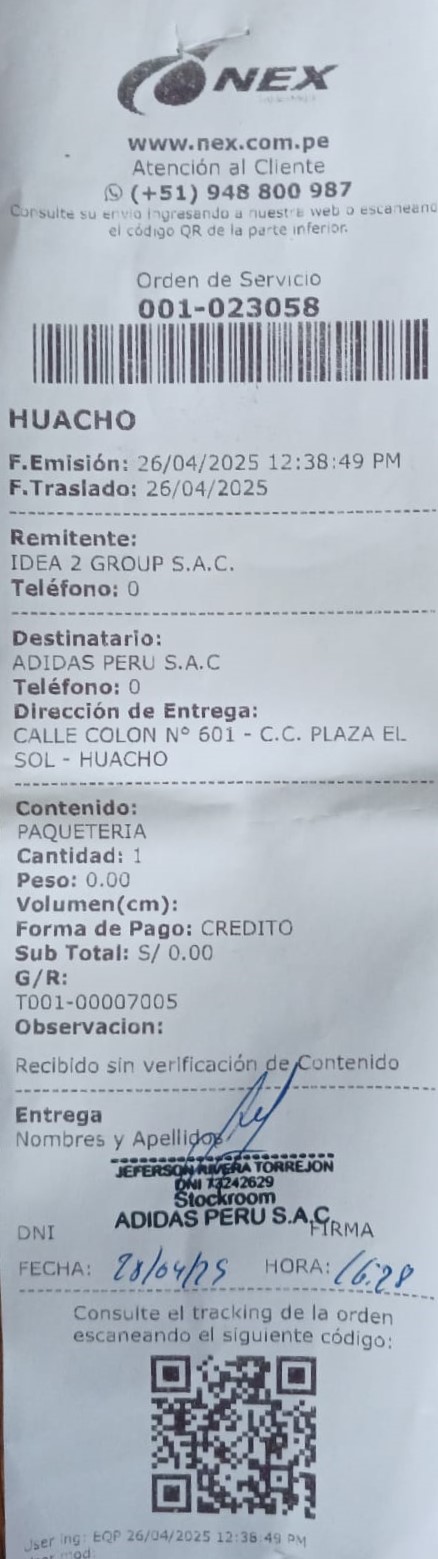 NEX
www.nex.com.pe
Atención al Cliente
(+51) 948 800 987
Consulte su envio ingresando a nuestra web o escaneando
el código QR de la parte inferior.
Orden de Servicio
001-023058
HUACHO
F.Emisión: 26/04/2025 12:38:49 PM
F.Traslado: 26/04/2025
Remitente:
IDEA 2 GROUP S.A.C.
Teléfono: 0
Destinatario:
ADIDAS PERU S.A.C
Teléfono: 0
Dirección de Entrega:
CALLE COLON N° 601 - C.C. PLAZA EL
SOL - HUACHO
Contenido:
PAQUETERIA
Cantidad: 1
Peso: 0.00
Volumen(cm):
Forma de Pago: CREDITO
Sub Total: S/ 0.00
G/R:
T001-00007005
Observacion:
Recibido sin verificación de Contenido
Entrega
Nombres y Apellidos
JEFERSON RIVERA TORREJON
DNI
Stockroom
ADIDAS PERU S.A.C.
DNI FIRMA
FECHA: 28/04/25 HORA: 16:28
Consulte el tracking de la orden
escaneando el siguiente código:
User ing: EQP 26/04/2025 12:38:49 PM